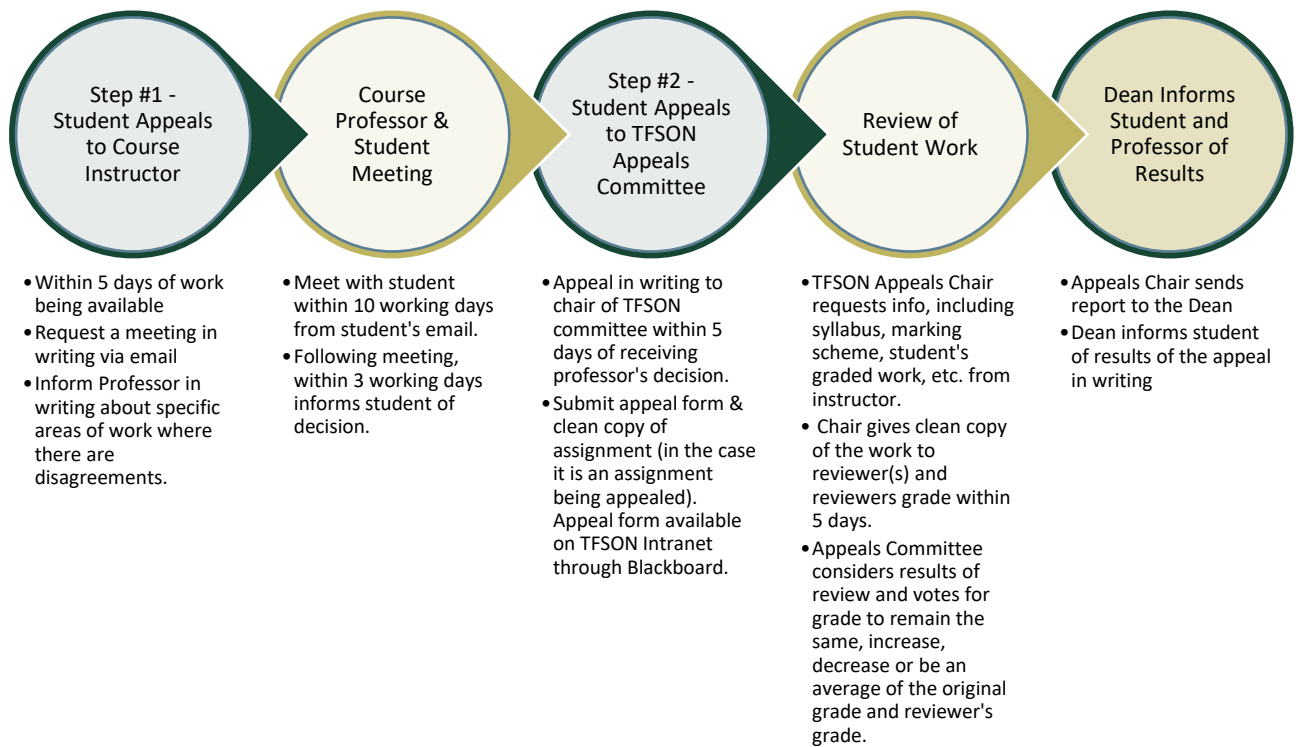 Step #1 -
Student Appeals
to Course
Instructor
Course
Professor &
Student
Meeting
Step #2 -
Student Appeals
to TFSON
Appeals
Committee
Review of
Student Work
Dean Informs
Student and
Professor of
Results
•Within 5 days of work
being available
•Request a meeting in
writing via email
•Inform Professor in
writing about specific
areas of work where
there are
disagreements.
•Meet with student
within 10 working days
from student's email.
•Following meeting,
within 3 working days
informs student of
decision.
•Appeal in writing to
chair of TFSON
committee within 5
days of receiving
professor's decision.
•Submit appeal form &
clean copy of
assignment (in the case
it is an assignment
being appealed).
Appeal form available
on TFSON Intranet
through Blackboard.
•TFSON Appeals Chair
requests info, including
syllabus, marking
scheme, student's
graded work, etc. from
instructor.
• Chair gives clean copy
of the work to
reviewer(s) and
reviewers grade within
5 days.
•Appeals Committee
considers results of
review and votes for
grade to remain the
same, increase,
decrease or be an
average of the original
grade and reviewer's
grade.
•Appeals Chair sends
report to the Dean
•Dean informs student
of results of the appeal
in writing